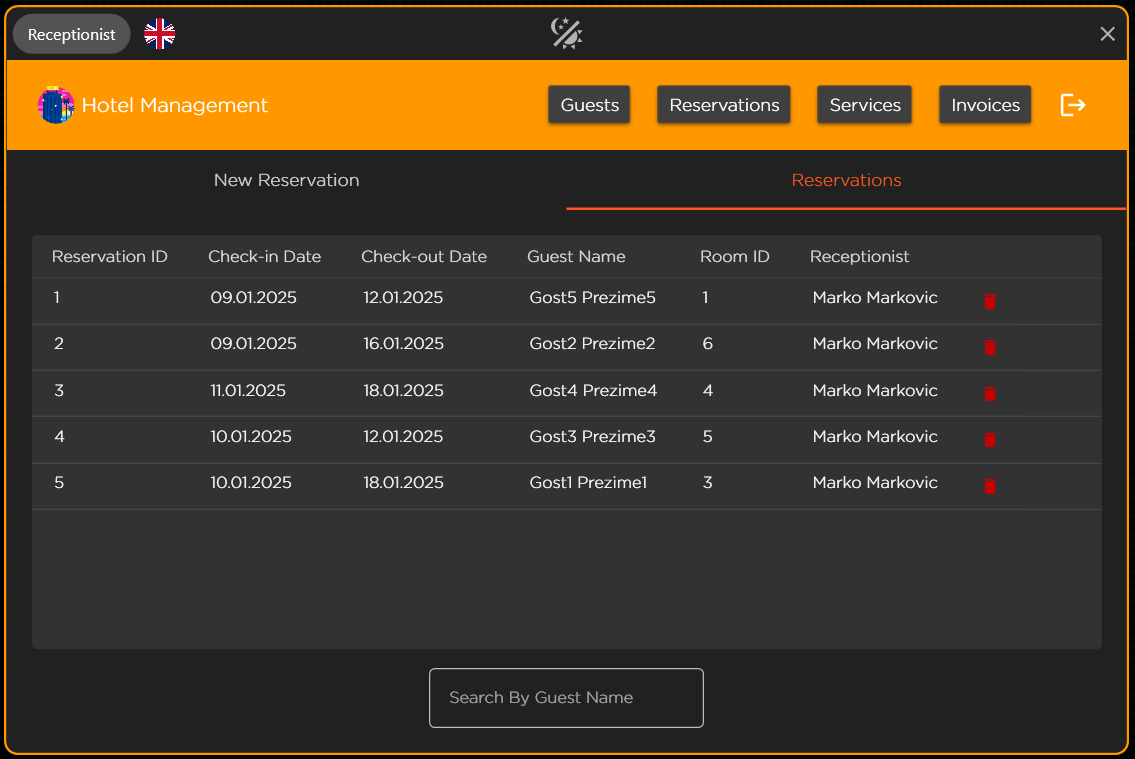 Receptionist
Hotel Management Guests Reservations Services Invoices
New Reservation Reservations
Reservation ID Check-in Date Check-out Date Guest Name Room ID Receptionist
1 09.01.2025 12.01.2025 Gost5 Prezime5 1 Marko Markovic
2 09.01.2025 16.01.2025 Gost2 Prezime2 6 Marko Markovic
3 11.01.2025 18.01.2025 Gost4 Prezime4 4 Marko Markovic
4 10.01.2025 12.01.2025 Gost3 Prezime3 5 Marko Markovic
5 10.01.2025 18.01.2025 Gost1 Prezime1 3 Marko Markovic
Search By Guest Name